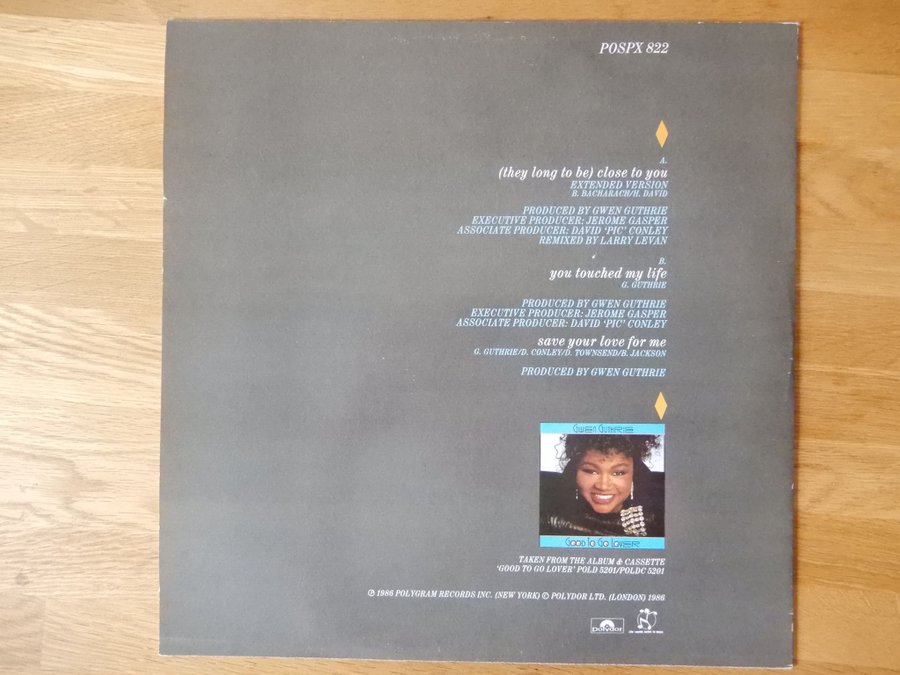 POSPX 822
A.
(they long to be) close to you
EXTENDED VERSION
B. BACHARACH/H. DAVID
PRODUCED BY GWEN GUTHRIE
EXECUTIVE PRODUCER: JEROME GASPER
ASSOCIATE PRODUCER: DAVID 'PIC' CONLEY
REMIXED BY LARRY LEVAN
B.
you touched my life
G. GUTHRIE
PRODUCED BY GWEN GUTHRIE
EXECUTIVE PRODUCER: JEROME GASPER
ASSOCIATE PRODUCER: DAVID 'PIC' CONLEY
save your love for me
G. GUTHRIE/D. CONLEY/D. TOWNSEND/B. JACKSON
PRODUCED BY GWEN GUTHRIE
GWEN GUTHRIE
GOOD TO GO LOVER
TAKEN FROM THE ALBUM & CASSETTE
'GOOD TO GO LOVER' POLD 5201/POLDC 5201
℗ 1986 POLYGRAM RECORDS INC. (NEW YORK) © POLYDOR LTD. (LONDON) 1986
polydor